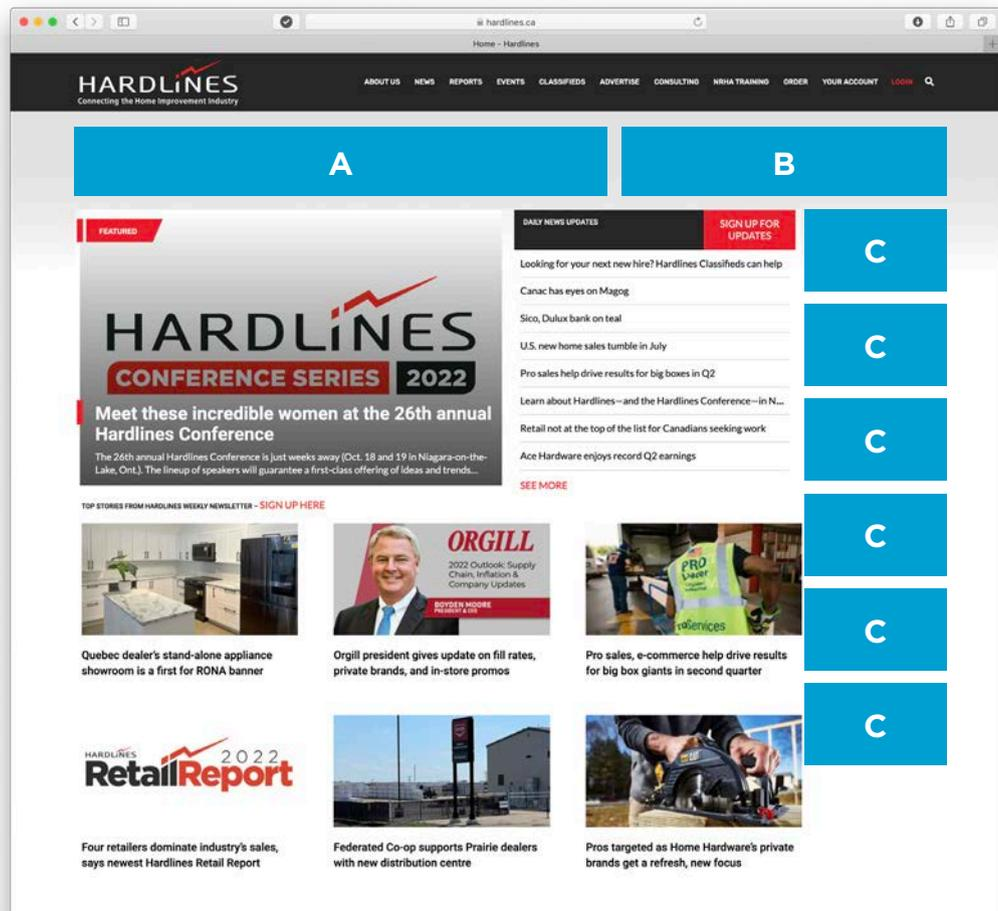 hardlines.ca
Home - Hardlines
HARDLiNES
Connecting the Home Improvement Industry
ABOUT US NEWS REPORTS EVENTS CLASSIFIEDS ADVERTISE CONSULTING NRHA TRAINING ORDER YOUR ACCOUNT LOGIN
A
B
FEATURED
HARDLiNES
CONFERENCE SERIES 2022
Meet these incredible women at the 26th annual
Hardlines Conference
The 26th annual Hardlines Conference is just weeks away (Oct. 18 and 19 in Niagara-on-the-
Lake, Ont.). The lineup of speakers will guarantee a first-class offering of ideas and trends...
DAILY NEWS UPDATES
SIGN UP FOR
UPDATES
Looking for your next new hire? Hardlines Classifieds can help
Canac has eyes on Magog
Sico, Dulux bank on teal
U.S. new home sales tumble in July
Pro sales help drive results for big boxes in Q2
Learn about Hardlines—and the Hardlines Conference—in N...
Retail not at the top of the list for Canadians seeking work
Ace Hardware enjoys record Q2 earnings
SEE MORE
C
C
C
C
C
C
TOP STORIES FROM HARDLINES WEEKLY NEWSLETTER – SIGN UP HERE
ORGILL
2022 Outlook: Supply
Chain, Inflation &
Company Updates
BOYDEN MOORE
PRESIDENT & CEO
PRO
Services
Quebec dealer's stand-alone appliance
showroom is a first for RONA banner
Orgill president gives update on fill rates,
private brands, and in-store promos
Pro sales, e-commerce help drive results
for big box giants in second quarter
HARDLiNES 2022
RetailReport
CAT
Four retailers dominate industry's sales,
says newest Hardlines Retail Report
Federated Co-op supports Prairie dealers
with new distribution centre
Pros targeted as Home Hardware's private
brands get a refresh, new focus